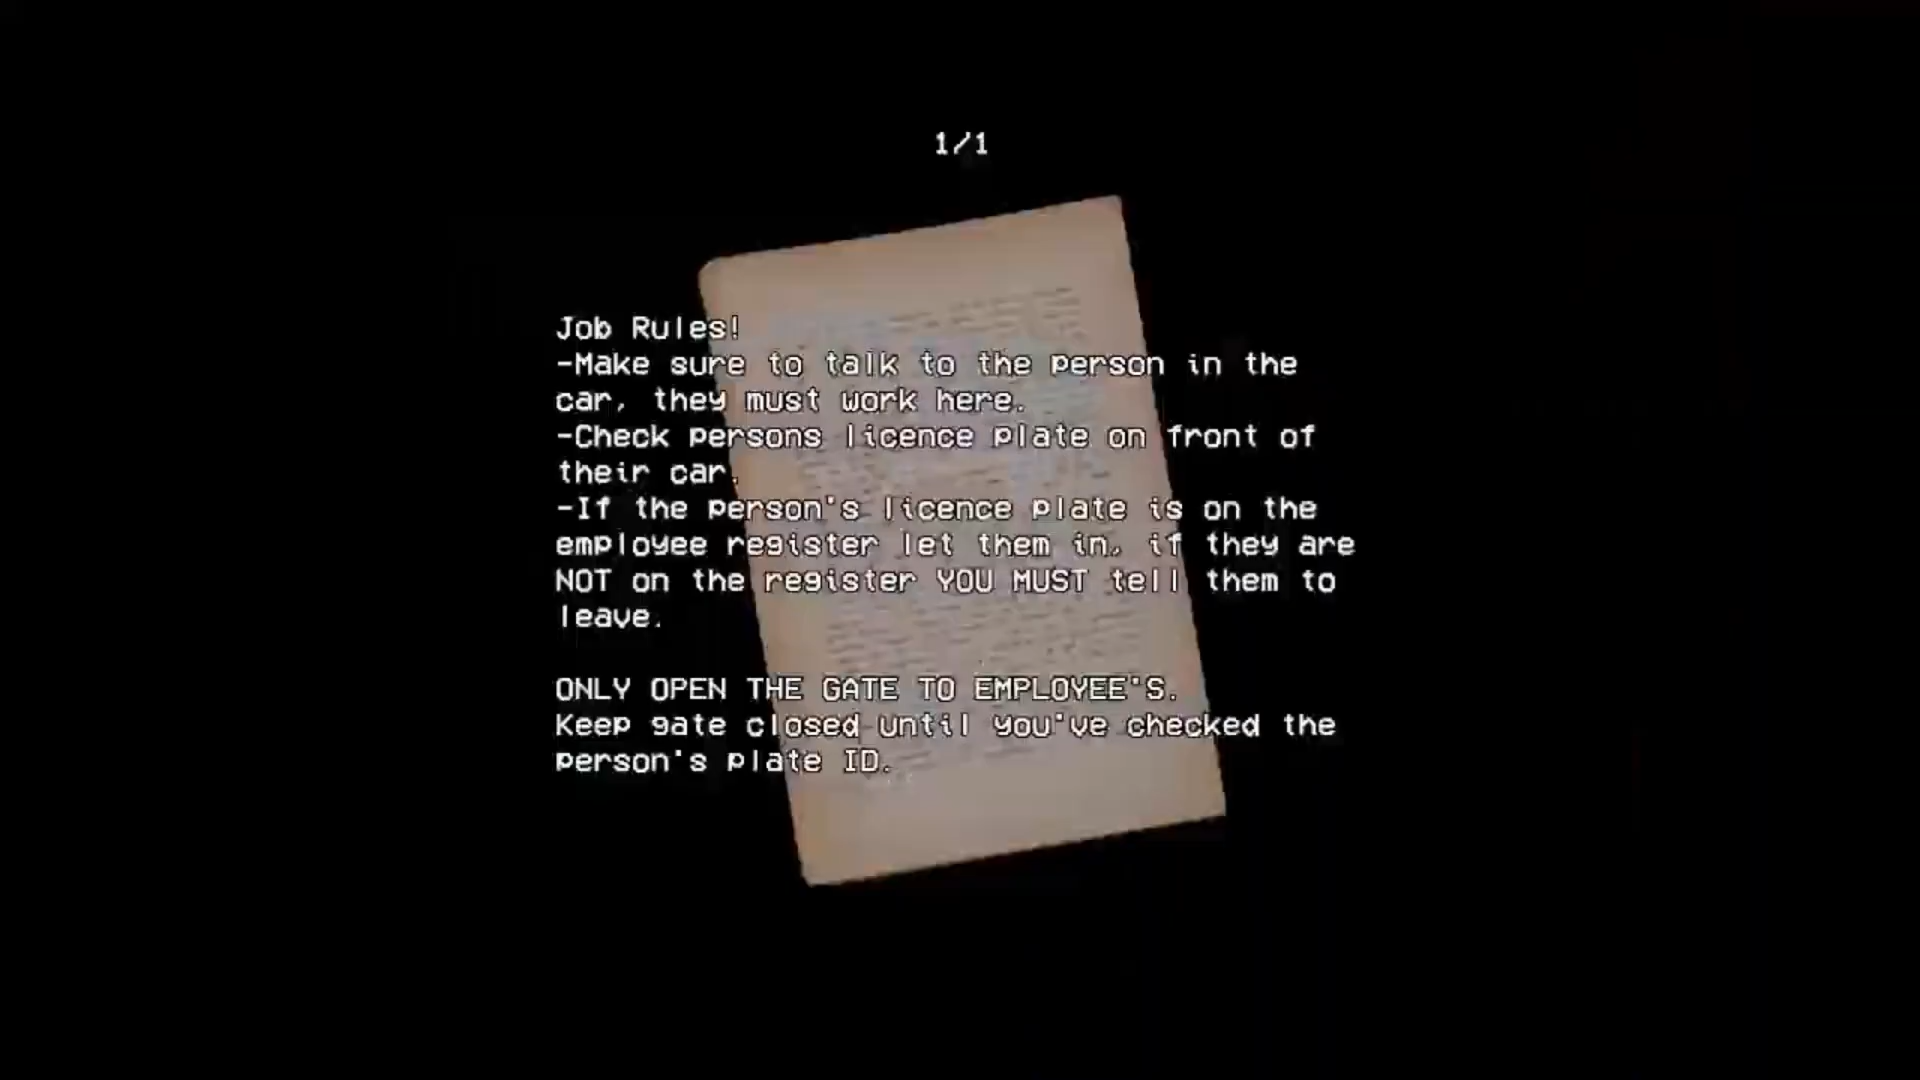 1/1
Job Rules!
-Make sure to talk to the person in the
car, they must work here.
-Check persons licence plate on front of
their car.
-If the person's licence plate is on the
employee register let them in, if they are
NOT on the register YOU MUST tell them to
leave.
ONLY OPEN THE GATE TO EMPLOYEE'S.
Keep gate closed until you've checked the
person's plate ID.